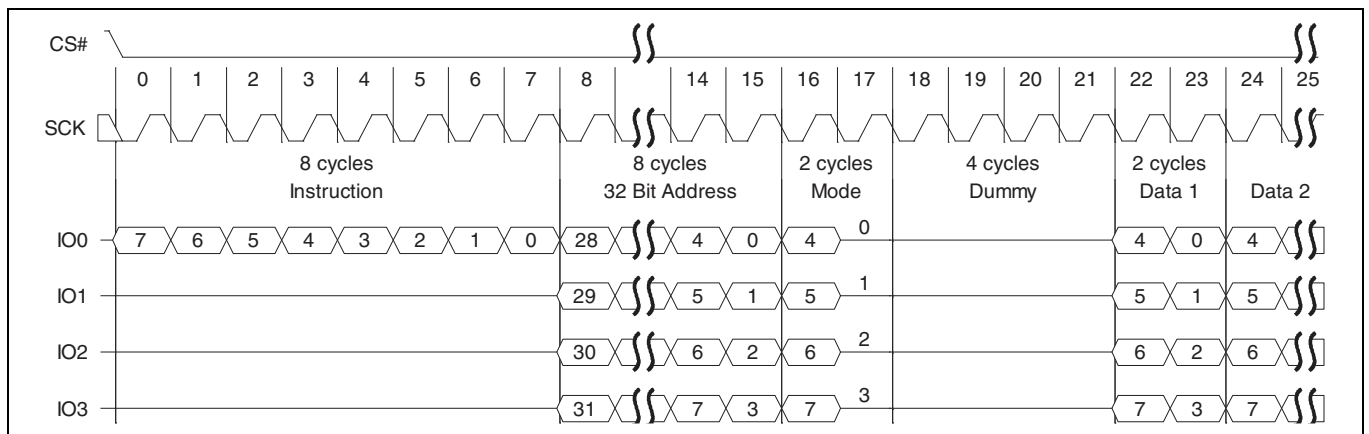 CS#
0 1 2 3 4 5 6 7 8 14 15 16 17 18 19 20 21 22 23 24 25
SCK
8 cycles 8 cycles 2 cycles 4 cycles 2 cycles
Instruction 32 Bit Address Mode Dummy Data 1 Data 2
IO0 7 6 5 4 3 2 1 0 28 4 0 4 0 4 0 4
IO1 29 5 1 5 1 5 1 5
IO2 30 6 2 6 2 6 2 6
IO3 31 7 3 7 3 7 3 7